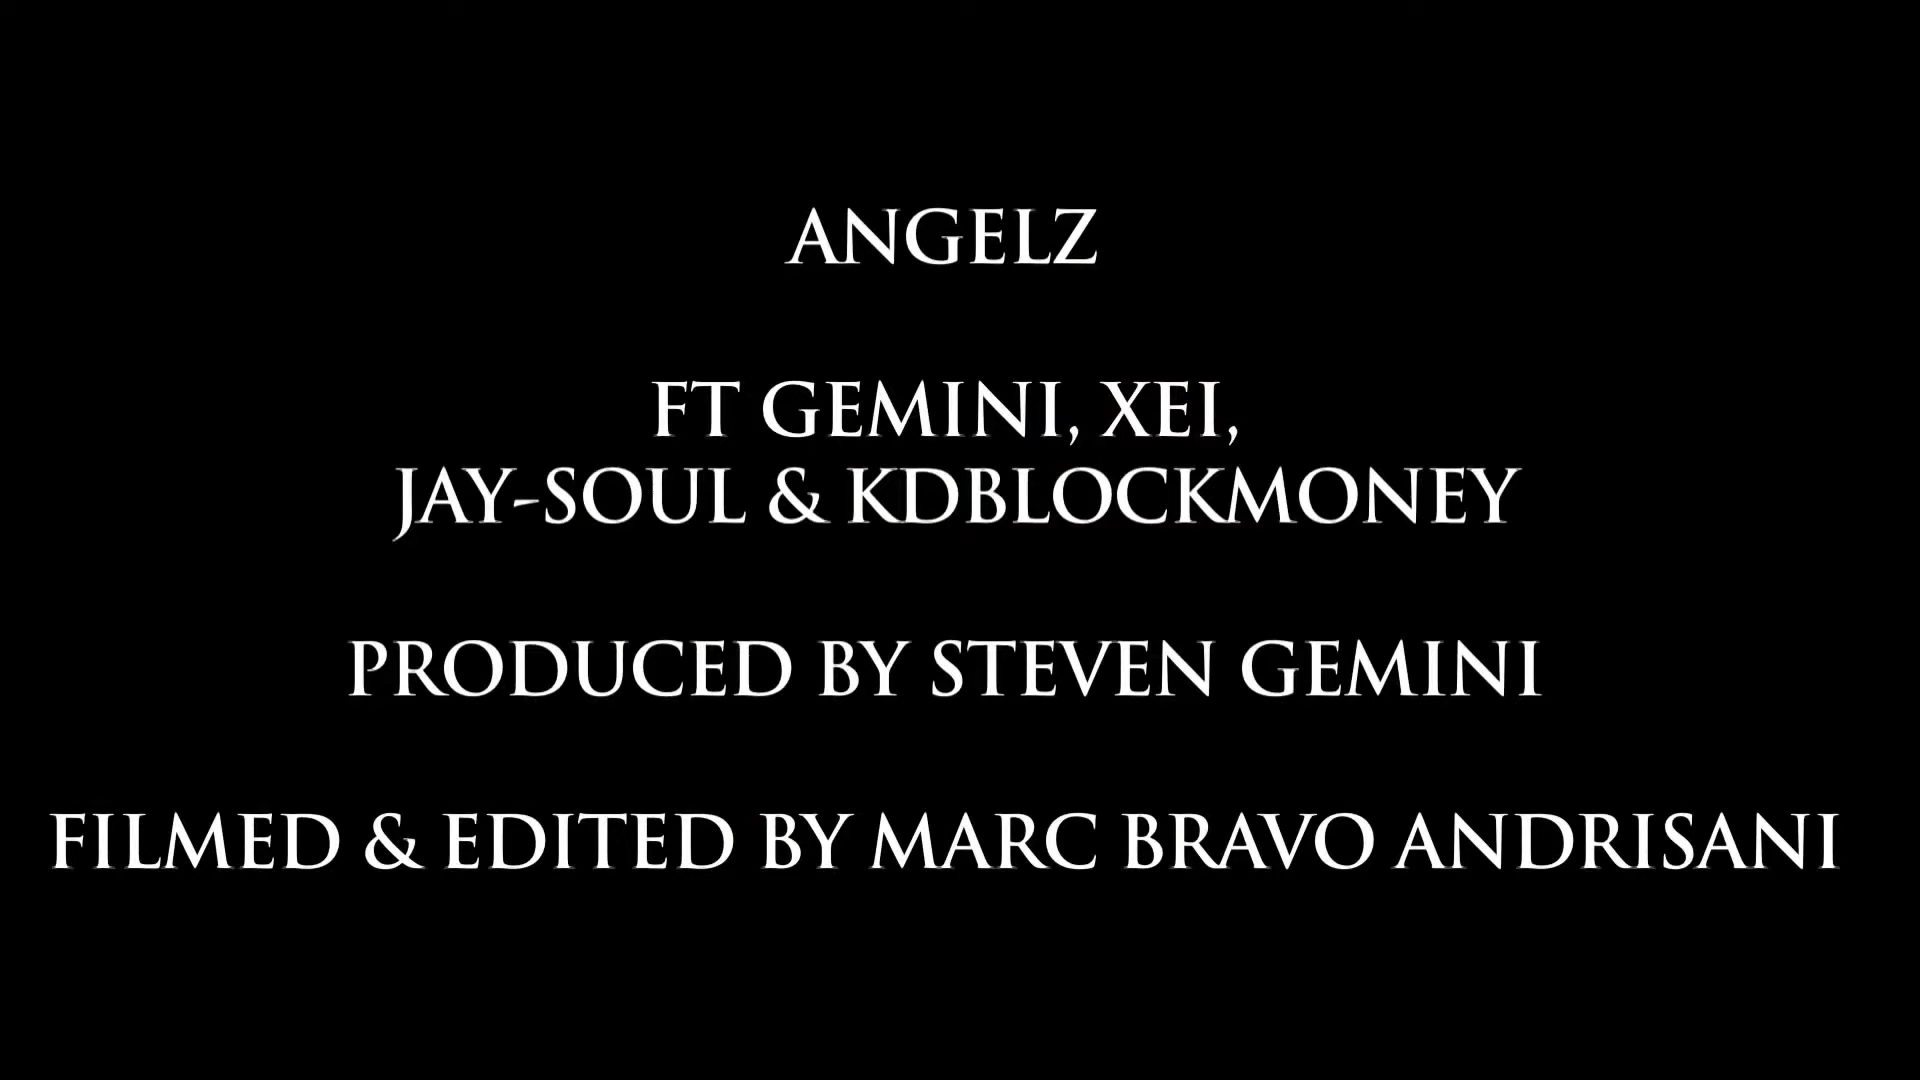 ANGELZ
FT GEMINI, XEI,
JAY-SOUL & KDBLOCKMONEY
PRODUCED BY STEVEN GEMINI
FILMED & EDITED BY MARC BRAVO ANDRISANI